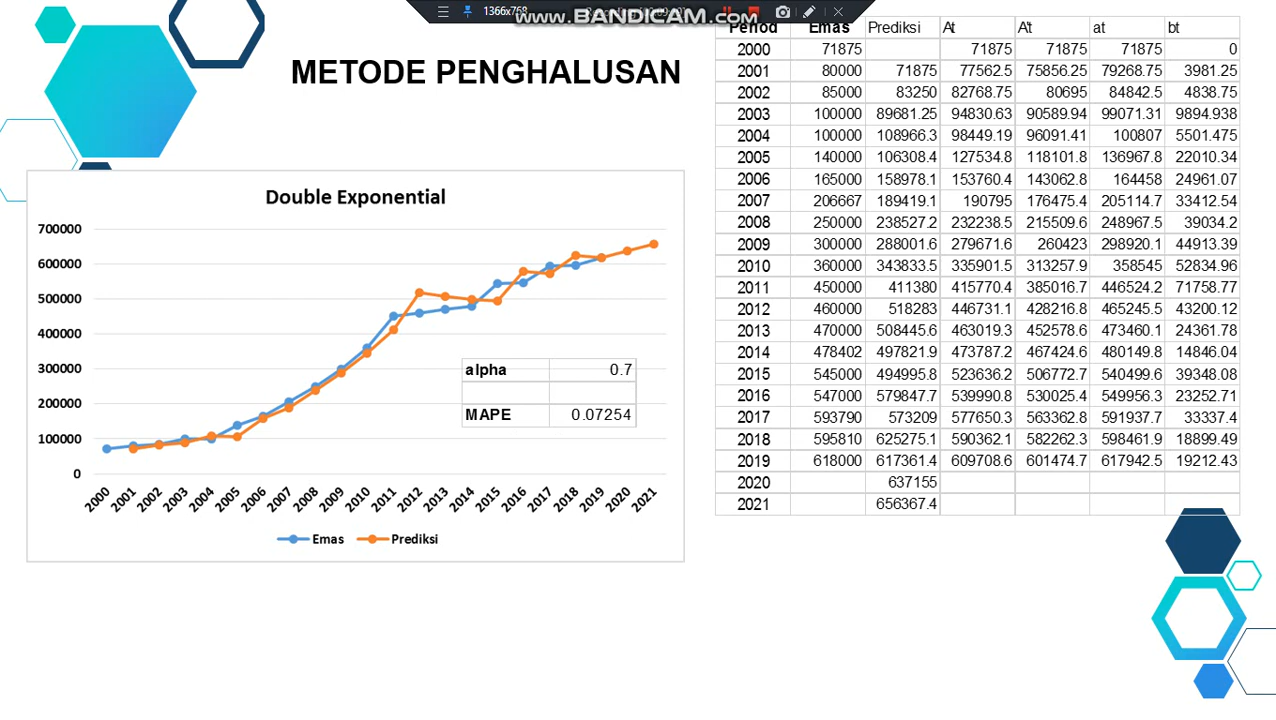 1366x768
www.BANDICAM.com
METODE PENGHALUSAN
Double Exponential
700000
600000
500000
400000
300000
200000
100000
0
2000 2001 2002 2003 2004 2005 2006 2007 2008 2009 2010 2011 2012 2013 2014 2015 2016 2017 2018 2019 2020 2021
Emas Prediksi
alpha 0.7
MAPE 0.07254
Period Emas Prediksi At A't at bt
2000 71875 71875 71875 71875 0
2001 80000 71875 77562.5 75856.25 79268.75 3981.25
2002 85000 83250 82768.75 80695 84842.5 4838.75
2003 100000 89681.25 94830.63 90589.94 99071.31 9894.938
2004 100000 108966.3 98449.19 96091.41 100807 5501.475
2005 140000 106308.4 127534.8 118101.8 136967.8 22010.34
2006 165000 158978.1 153760.4 143062.8 164458 24961.07
2007 206667 189419.1 190795 176475.4 205114.7 33412.54
2008 250000 238527.2 232238.5 215509.6 248967.5 39034.2
2009 300000 288001.6 279671.6 260423 298920.1 44913.39
2010 360000 343833.5 335901.5 313257.9 358545 52834.96
2011 450000 411380 415770.4 385016.7 446524.2 71758.77
2012 460000 518283 446731.1 428216.8 465245.5 43200.12
2013 470000 508445.6 463019.3 452578.6 473460.1 24361.78
2014 478402 497821.9 473787.2 467424.6 480149.8 14846.04
2015 545000 494995.8 523636.2 506772.7 540499.6 39348.08
2016 547000 579847.7 539990.8 530025.4 549956.3 23252.71
2017 593790 573209 577650.3 563362.8 591937.7 33337.4
2018 595810 625275.1 590362.1 582262.3 598461.9 18899.49
2019 618000 617361.4 609708.6 601474.7 617942.5 19212.43
2020 637155
2021 656367.4